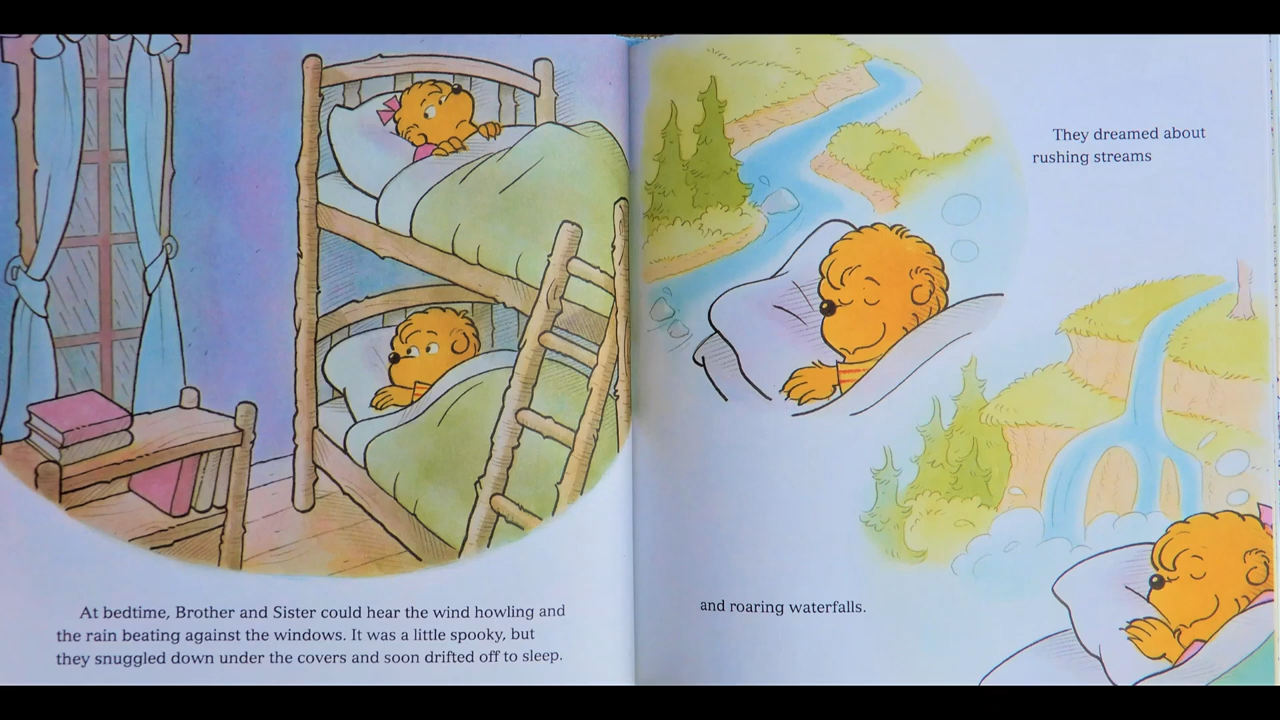 At bedtime, Brother and Sister could hear the wind howling and
the rain beating against the windows. It was a little spooky, but
they snuggled down under the covers and soon drifted off to sleep.
They dreamed about
rushing streams
and roaring waterfalls.